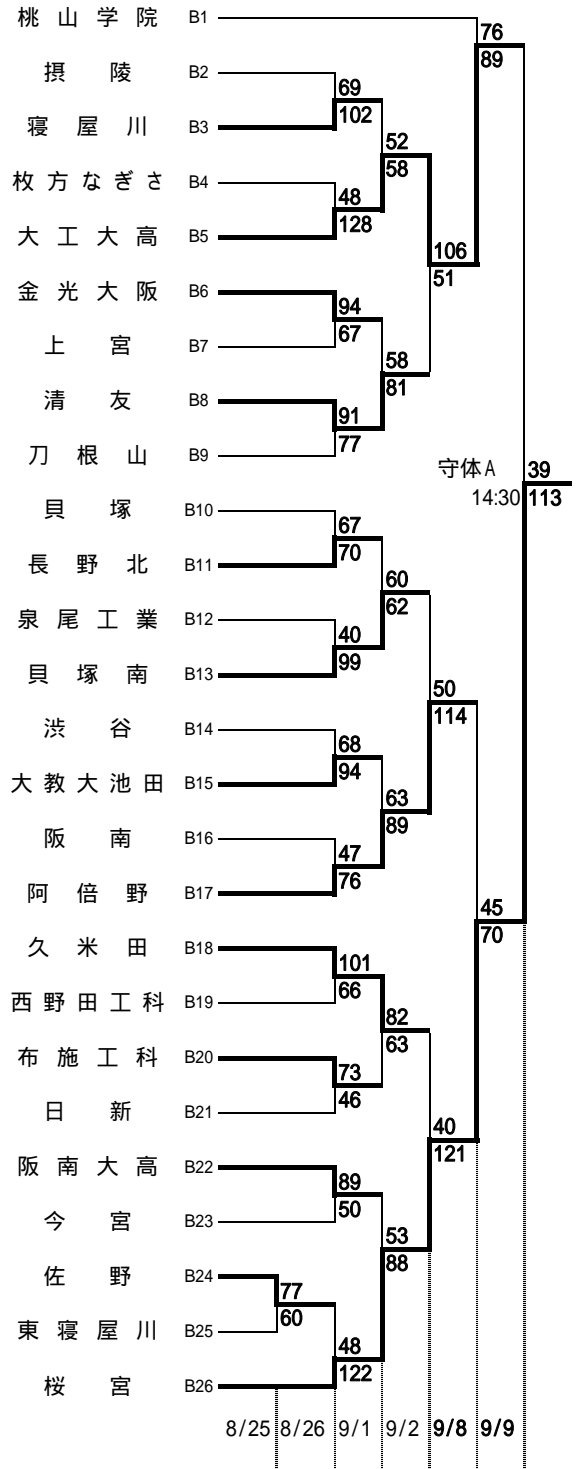 桃山学院 B1
76
89
摂陵 B2
69
102
寝屋川 B3
52
58
枚方なぎさ B4
48
128
大工大高 B5
106
51
金光大阪 B6
94
67
上宮 B7
58
81
清友 B8
91
77
刀根山 B9
守体A 39
14:30 113
貝塚 B10
67
70
長野北 B11
60
62
泉尾工業 B12
40
99
貝塚南 B13
50
114
渋谷 B14
68
94
大教大池田 B15
63
89
阪南 B16
47
76
阿倍野 B17
45
70
久米田 B18
101
66
西野田工科 B19
82
63
布施工科 B20
73
46
日新 B21
40
121
阪南大高 B22
89
50
今宮 B23
53
88
佐野 B24
77
60
東寝屋川 B25
48
122
桜宮 B26
8/25 8/26 9/1 9/2 9/8 9/9